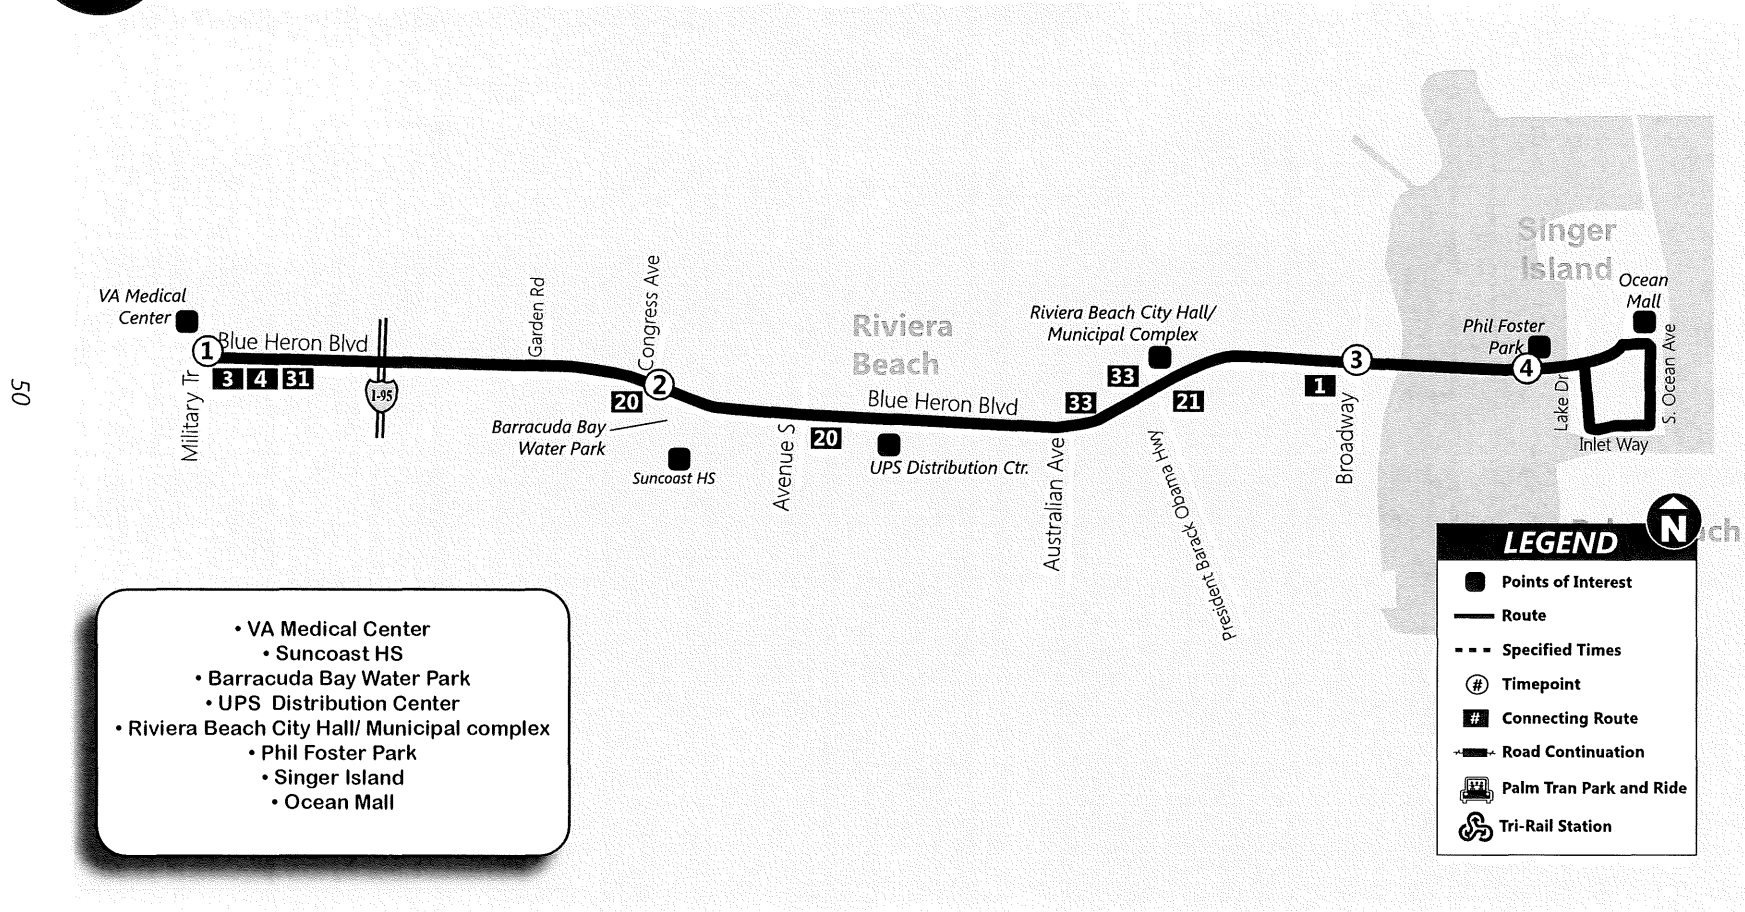 50
VA Medical
Center
1
Blue Heron Blvd
3 4 31
Military Tr
I-95
Garden Rd
Congress Ave
2
20
Barracuda Bay
Water Park
Suncoast HS
Avenue S
20
Riviera
Beach
Blue Heron Blvd
UPS Distribution Ctr.
Australian Ave
33
33
Riviera Beach City Hall/
Municipal Complex
21
President Barack Obama Hwy
3
1
Broadway
Singer
Island
Phil Foster
Park
4
Lake Dr
Ocean
Mall
S. Ocean Ave
Inlet Way
• VA Medical Center
• Suncoast HS
• Barracuda Bay Water Park
• UPS Distribution Center
• Riviera Beach City Hall/ Municipal complex
• Phil Foster Park
• Singer Island
• Ocean Mall
N
LEGEND
Points of Interest
Route
Specified Times
# Timepoint
# Connecting Route
Road Continuation
Palm Tran Park and Ride
Tri-Rail Station